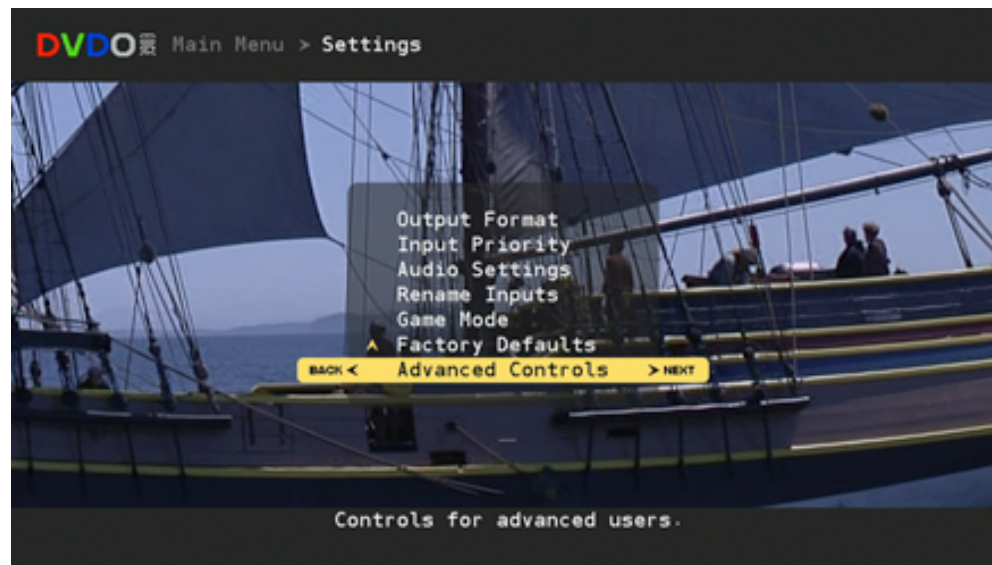 DVDO Main Menu > Settings
Output Format
Input Priority
Audio Settings
Rename Inputs
Game Mode
Factory Defaults
BACK < Advanced Controls > NEXT
Controls for advanced users.